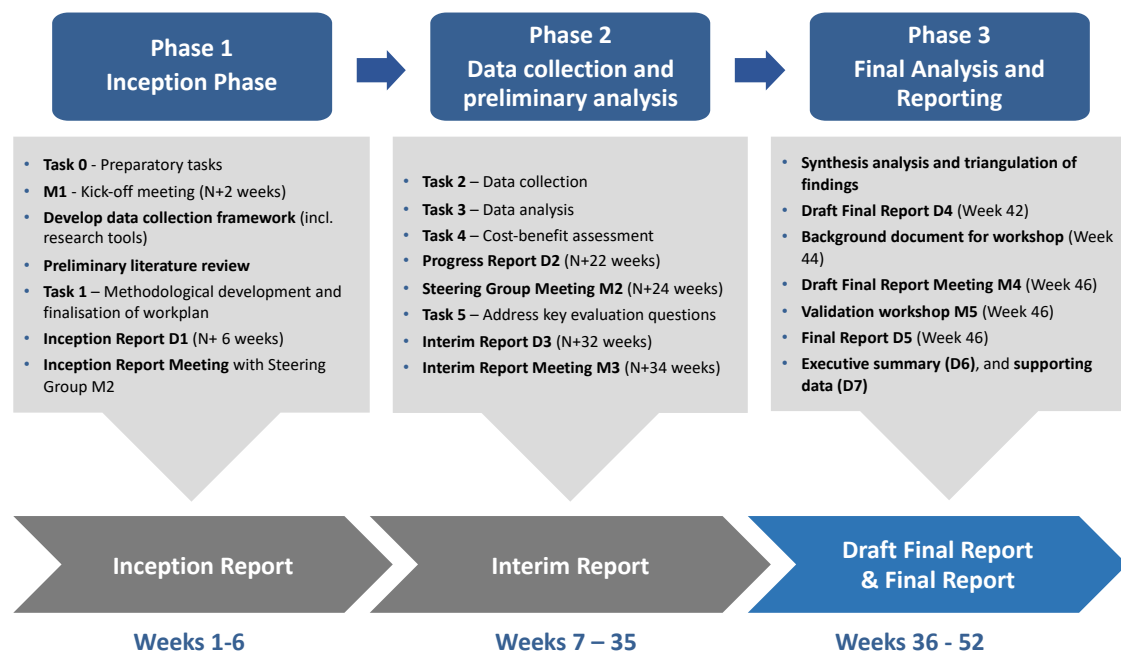 Phase 1
Inception Phase
Phase 2
Data collection and
preliminary analysis
Phase 3
Final Analysis and
Reporting
• Task 0 - Preparatory tasks
• M1 - Kick-off meeting (N+2 weeks)
• Develop data collection framework (incl.
research tools)
• Preliminary literature review
• Task 1 – Methodological development and
finalisation of workplan
• Inception Report D1 (N+ 6 weeks)
• Inception Report Meeting with Steering
Group M2
• Task 2 – Data collection
• Task 3 – Data analysis
• Task 4 – Cost-benefit assessment
• Progress Report D2 (N+22 weeks)
• Steering Group Meeting M2 (N+24 weeks)
• Task 5 – Address key evaluation questions
• Interim Report D3 (N+32 weeks)
• Interim Report Meeting M3 (N+34 weeks)
• Synthesis analysis and triangulation of
findings
• Draft Final Report D4 (Week 42)
• Background document for workshop (Week
44)
• Draft Final Report Meeting M4 (Week 46)
• Validation workshop M5 (Week 46)
• Final Report D5 (Week 46)
• Executive summary (D6), and supporting
data (D7)
Inception Report
Interim Report
Draft Final Report
& Final Report
Weeks 1-6
Weeks 7 – 35
Weeks 36 - 52